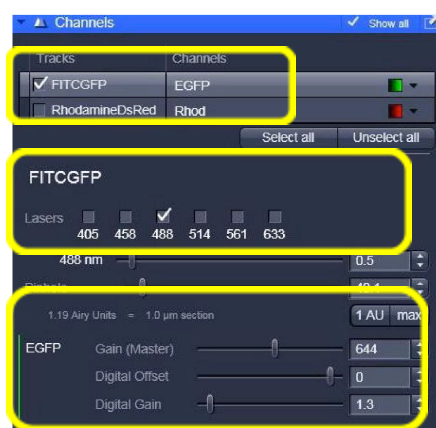 Channels Show all
Tracks Channels
FITCGFP EGFP
RhodamineDsRed Rhod
Select all Unselect all
FITCGFP
Lasers
405 458 488 514 561 633
488 nm 0.5
1.19 Airy Units = 1.0 µm section 1 AU max
EGFP Gain (Master) 644
Digital Offset 0
Digital Gain 1.3